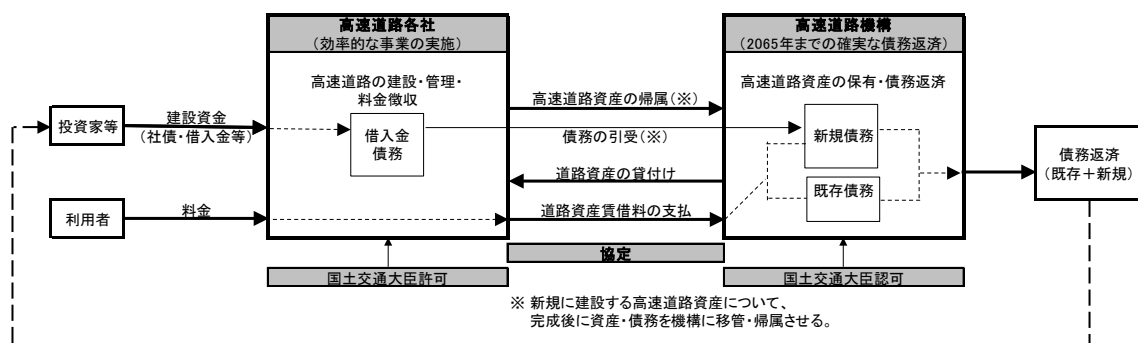 高速道路各社
(効率的な事業の実施)
高速道路の建設・管理・
料金徴収
借入金
債務
投資家等
建設資金
(社債・借入金等)
利用者
料金
国土交通大臣許可
高速道路資産の帰属(※)
債務の引受(※)
道路資産の貸付け
道路資産賃借料の支払
協定
高速道路機構
(2065年までの確実な債務返済)
高速道路資産の保有・債務返済
新規債務
既存債務
国土交通大臣認可
債務返済
(既存+新規)
※ 新規に建設する高速道路資産について、
完成後に資産・債務を機構に移管・帰属させる。